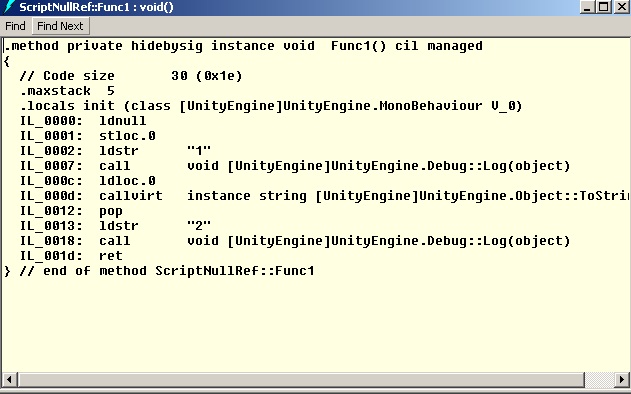 ScriptNullRef::Func1 : void()
Find Find Next
.method private hidebysig instance void  Func1() cil managed
{
  // Code size       30 (0x1e)
  .maxstack  5
  .locals init (class [UnityEngine]UnityEngine.MonoBehaviour V_0)
  IL_0000:  ldnull
  IL_0001:  stloc.0
  IL_0002:  ldstr      "1"
  IL_0007:  call       void [UnityEngine]UnityEngine.Debug::Log(object)
  IL_000c:  ldloc.0
  IL_000d:  callvirt   instance string [UnityEngine]UnityEngine.Object::ToStrin
  IL_0012:  pop
  IL_0013:  ldstr      "2"
  IL_0018:  call       void [UnityEngine]UnityEngine.Debug::Log(object)
  IL_001d:  ret
} // end of method ScriptNullRef::Func1